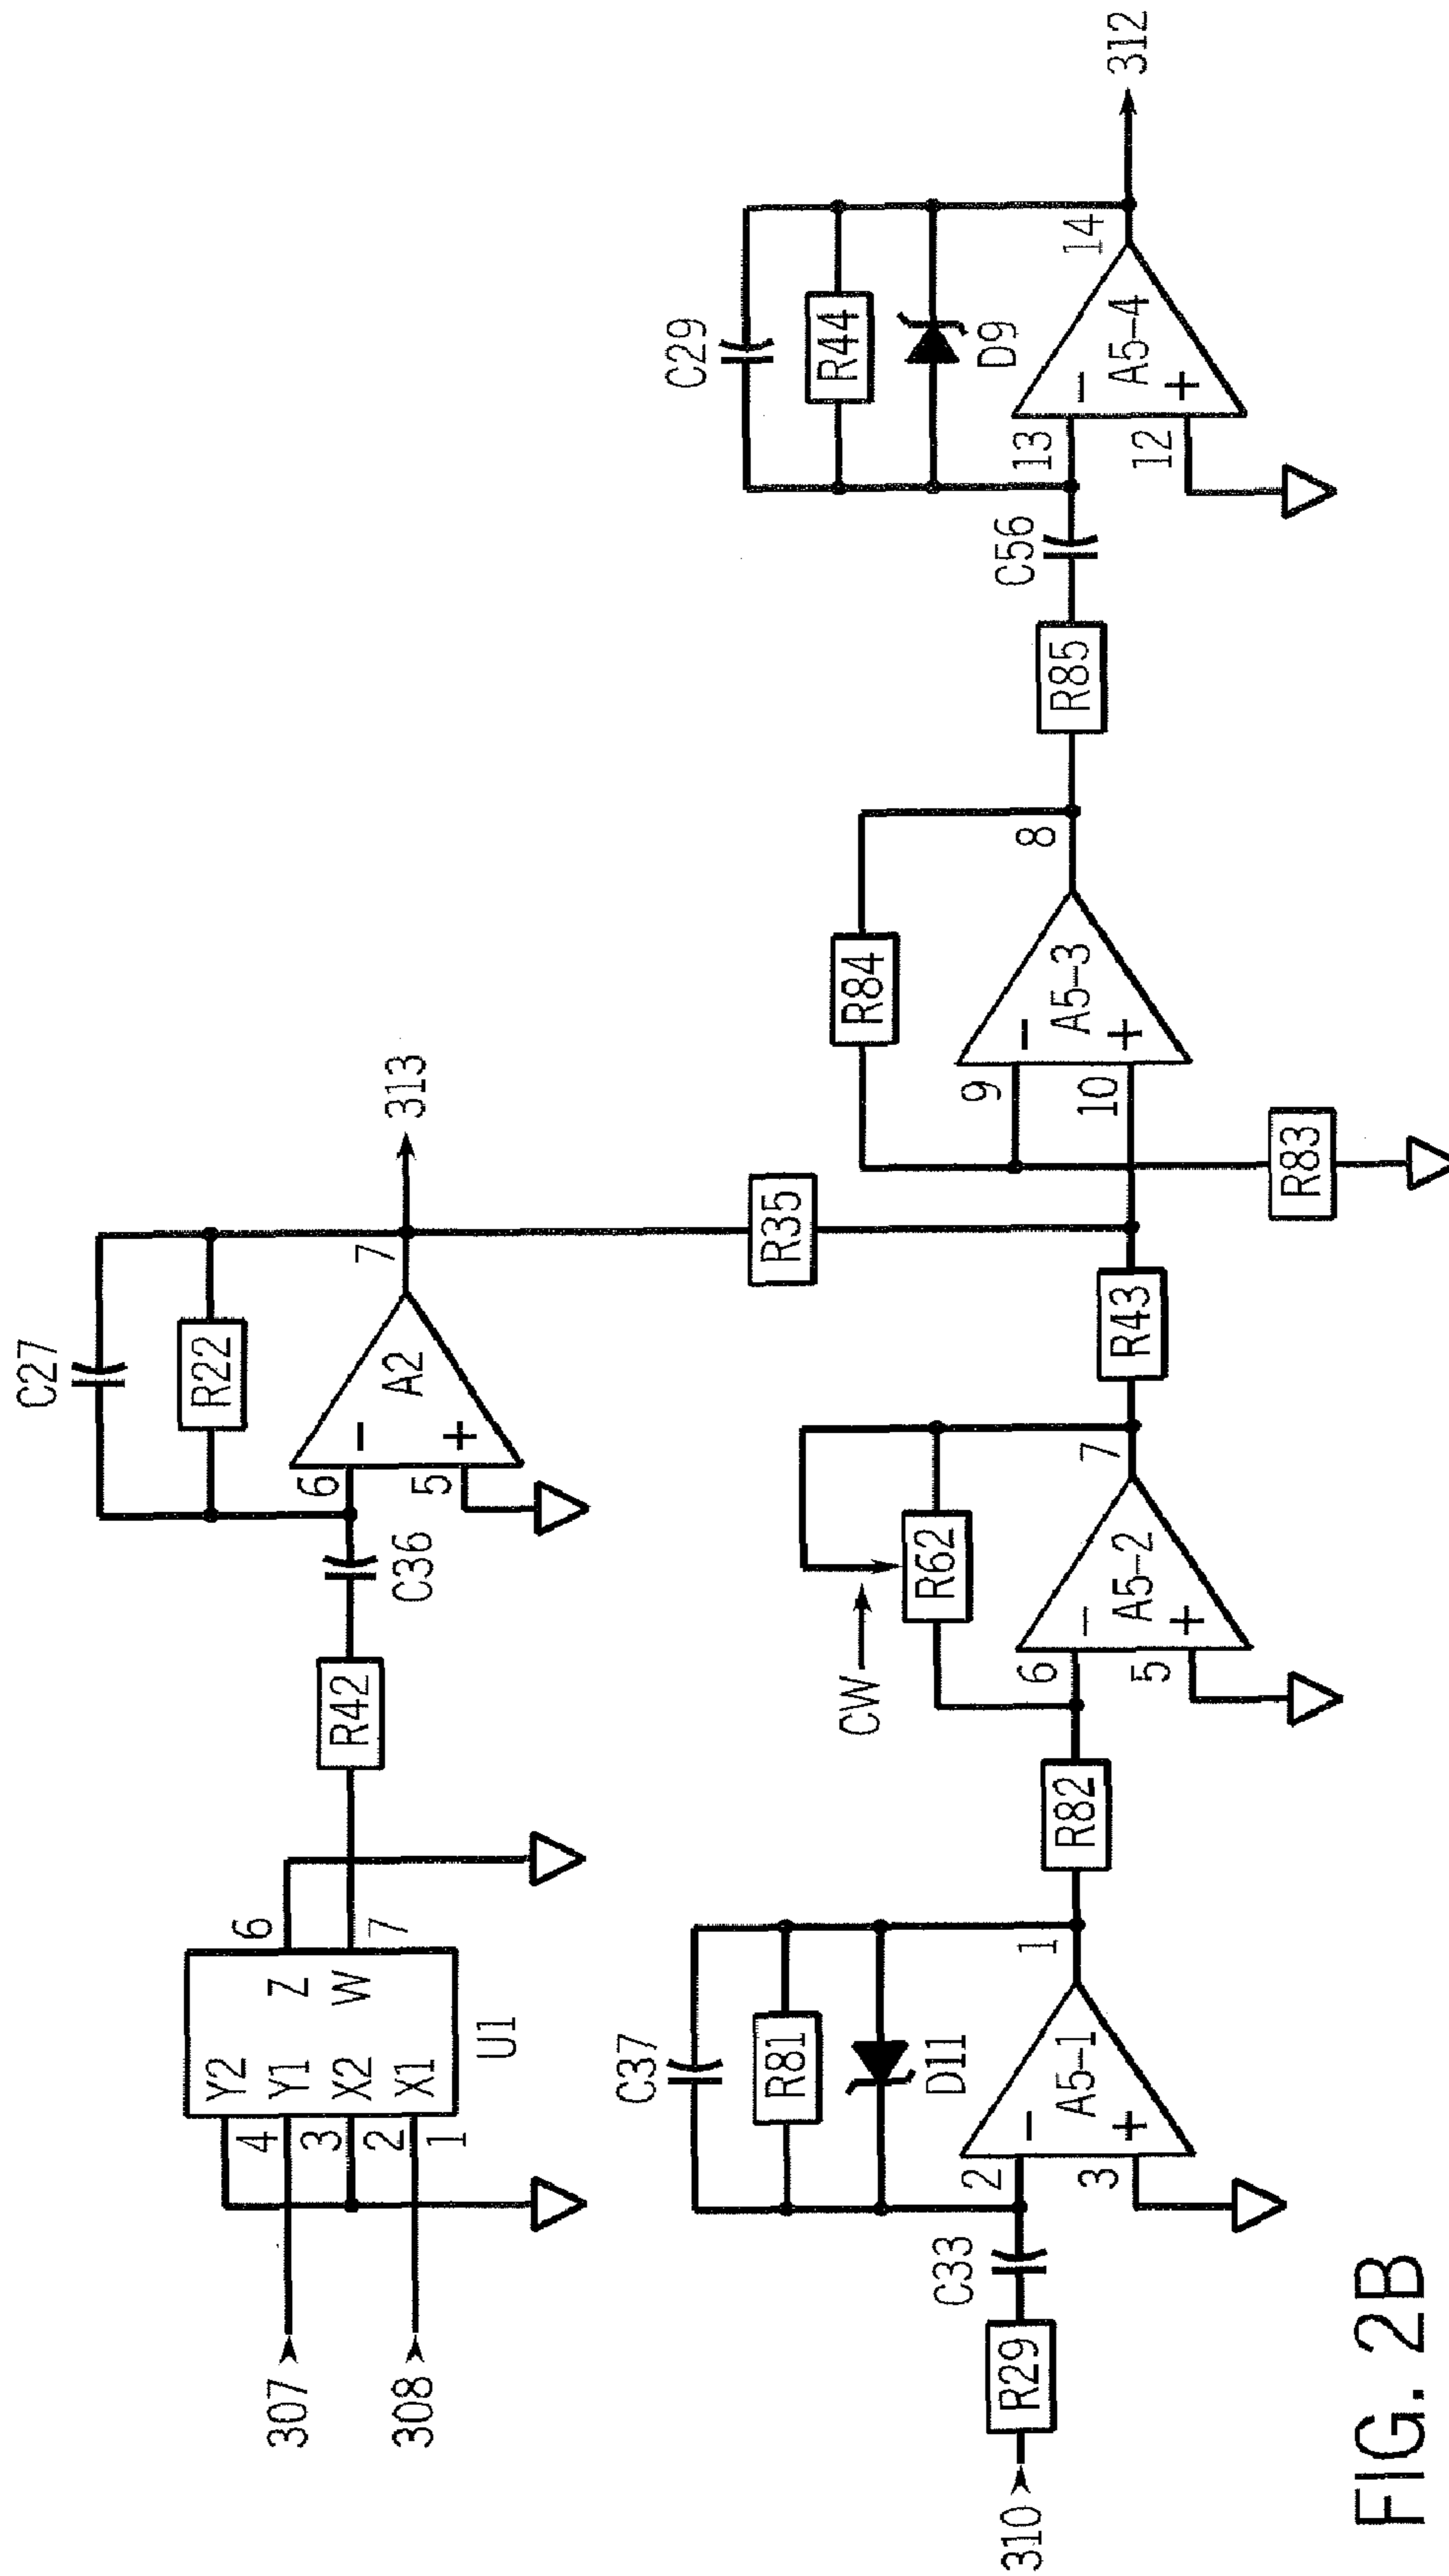 C27
R22
307
308
Y2
Y1
X2
X1
4
3
2
1
Z
W
6
7
U1
R42
C36
6
5
−
+
A2
7
313
R35
C37
R81
D11
310
R29
C33
2
3
−
+
A5–1
1
R82
CW
R62
6
5
−
+
A5–2
7
R43
R84
9
10
−
+
A5–3
8
R83
R85
C56
C29
R44
D9
13
12
−
+
A5–4
14
312
FIG. 2B